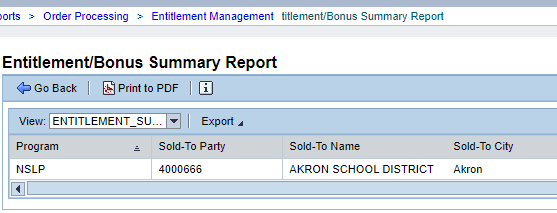 orts > Order Processing > Entitlement Management titlement/Bonus Summary Report
Entitlement/Bonus Summary Report
Go Back Print to PDF i
View: ENTITLEMENT_SU... Export
Program Sold-To Party Sold-To Name Sold-To City
NSLP 4000666 AKRON SCHOOL DISTRICT Akron